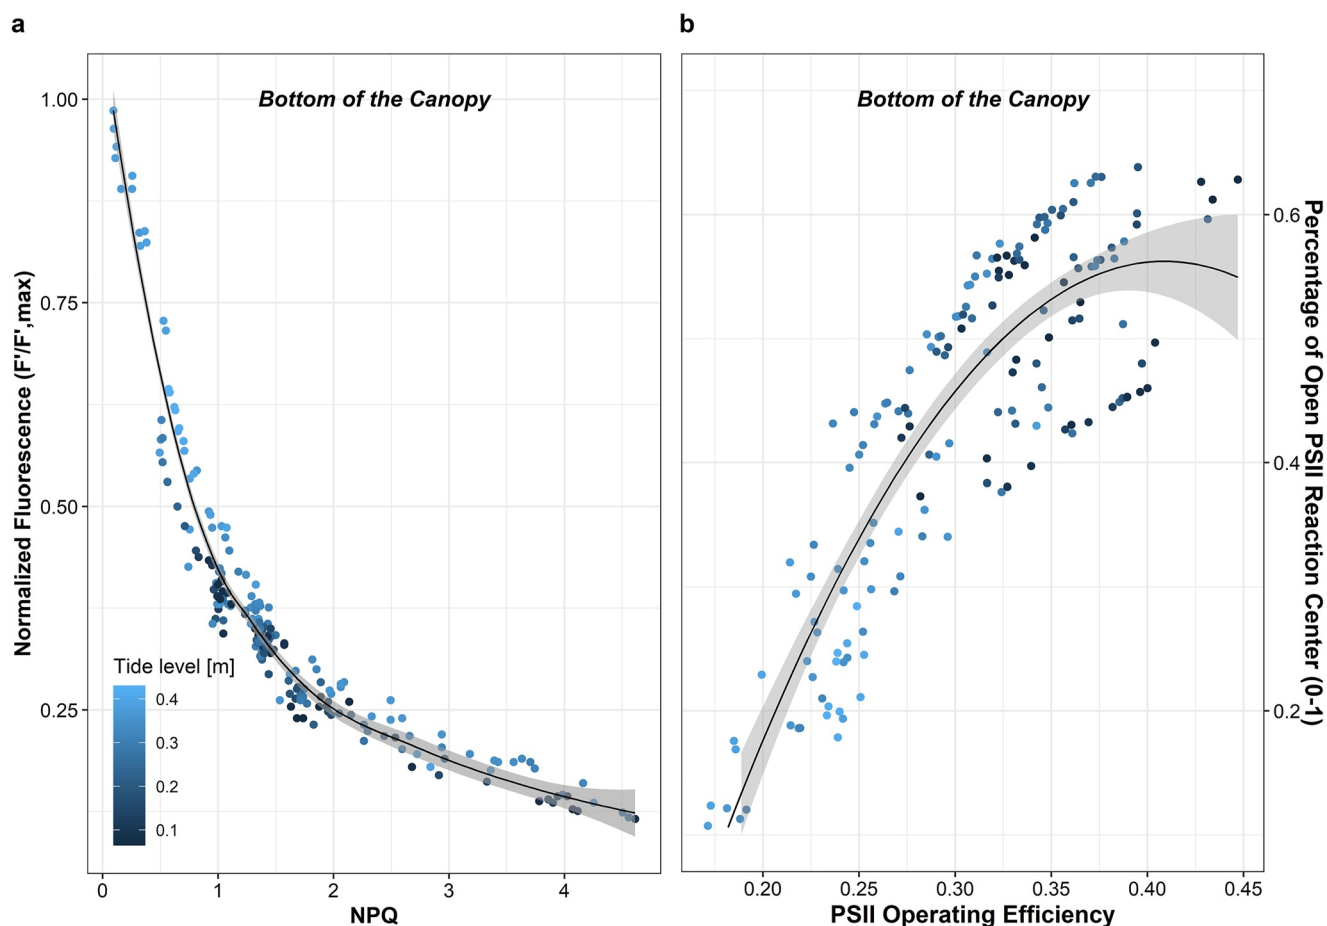 a
b
Bottom of the Canopy
Bottom of the Canopy
1.00
0.75
0.50
0.25
Normalized Fluorescence (F'/F',max)
Tide level [m]
0.4
0.3
0.2
0.1
0
1
2
3
4
NPQ
0.6
0.4
0.2
Percentage of Open PSII Reaction Center (0-1)
0.20
0.25
0.30
0.35
0.40
0.45
PSII Operating Efficiency